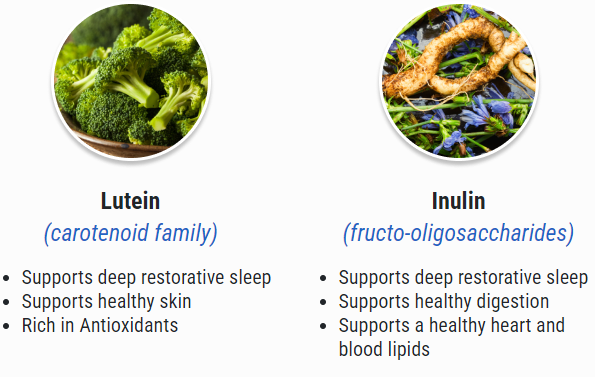 Lutein
(carotenoid family)
• Supports deep restorative sleep
• Supports healthy skin
• Rich in Antioxidants
Inulin
(fructo-oligosaccharides)
• Supports deep restorative sleep
• Supports healthy digestion
• Supports a healthy heart and
blood lipids